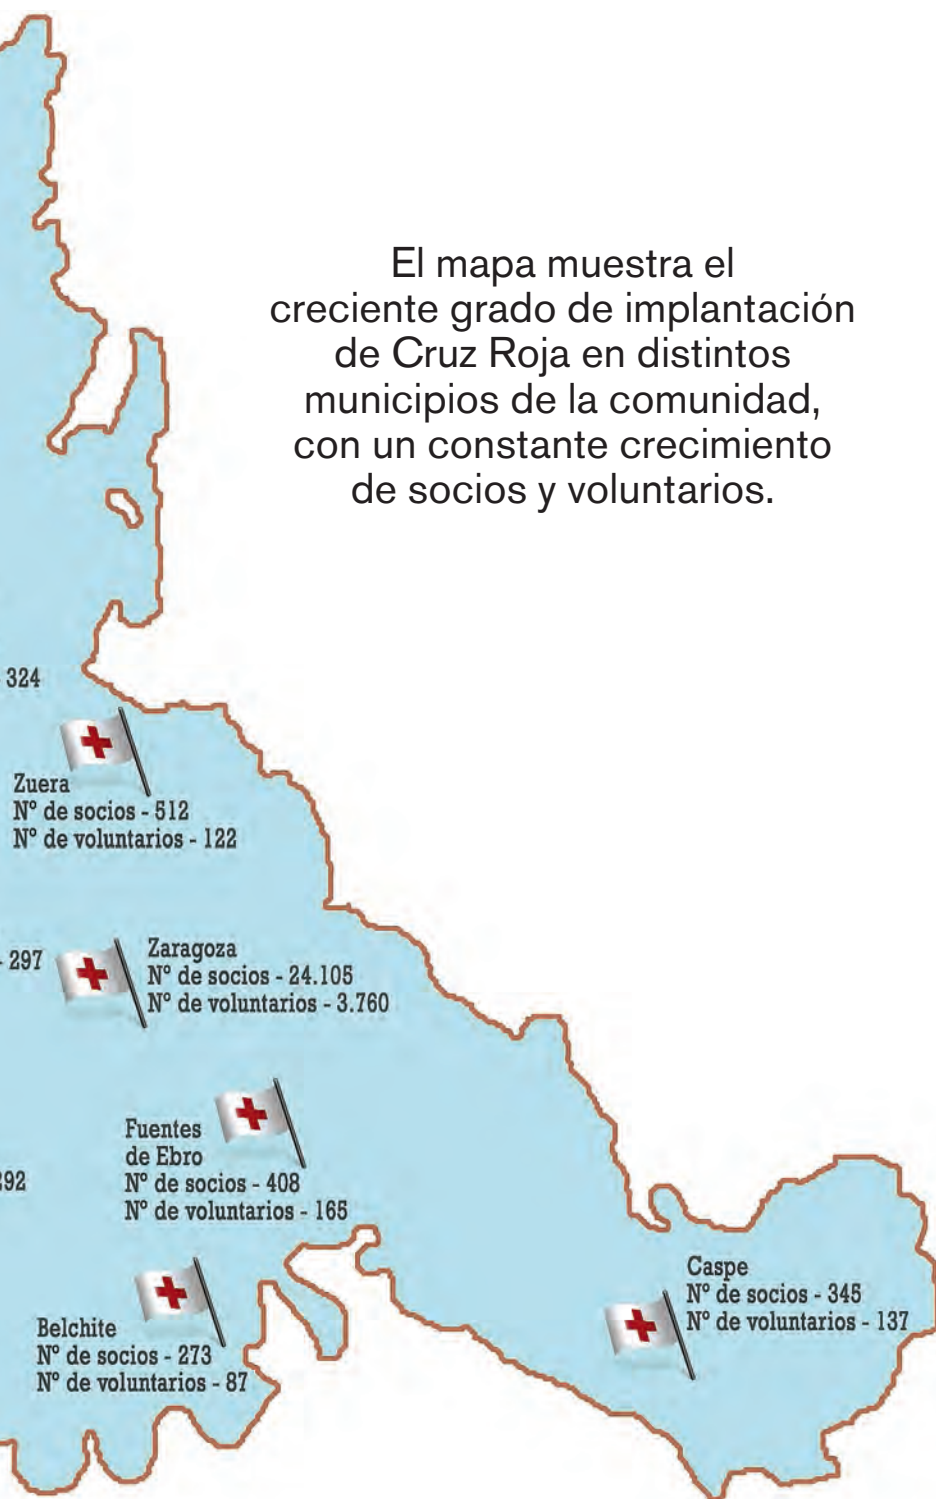 El mapa muestra el
creciente grado de implantación
de Cruz Roja en distintos
municipios de la comunidad,
con un constante crecimiento
de socios y voluntarios.
324
Zuera
Nº de socios - 512
Nº de voluntarios - 122
- 297
Zaragoza
Nº de socios - 24.105
Nº de voluntarios - 3.760
Fuentes
de Ebro
Nº de socios - 408
Nº de voluntarios - 165
292
Caspe
Nº de socios - 345
Nº de voluntarios - 137
Belchite
Nº de socios - 273
Nº de voluntarios - 87